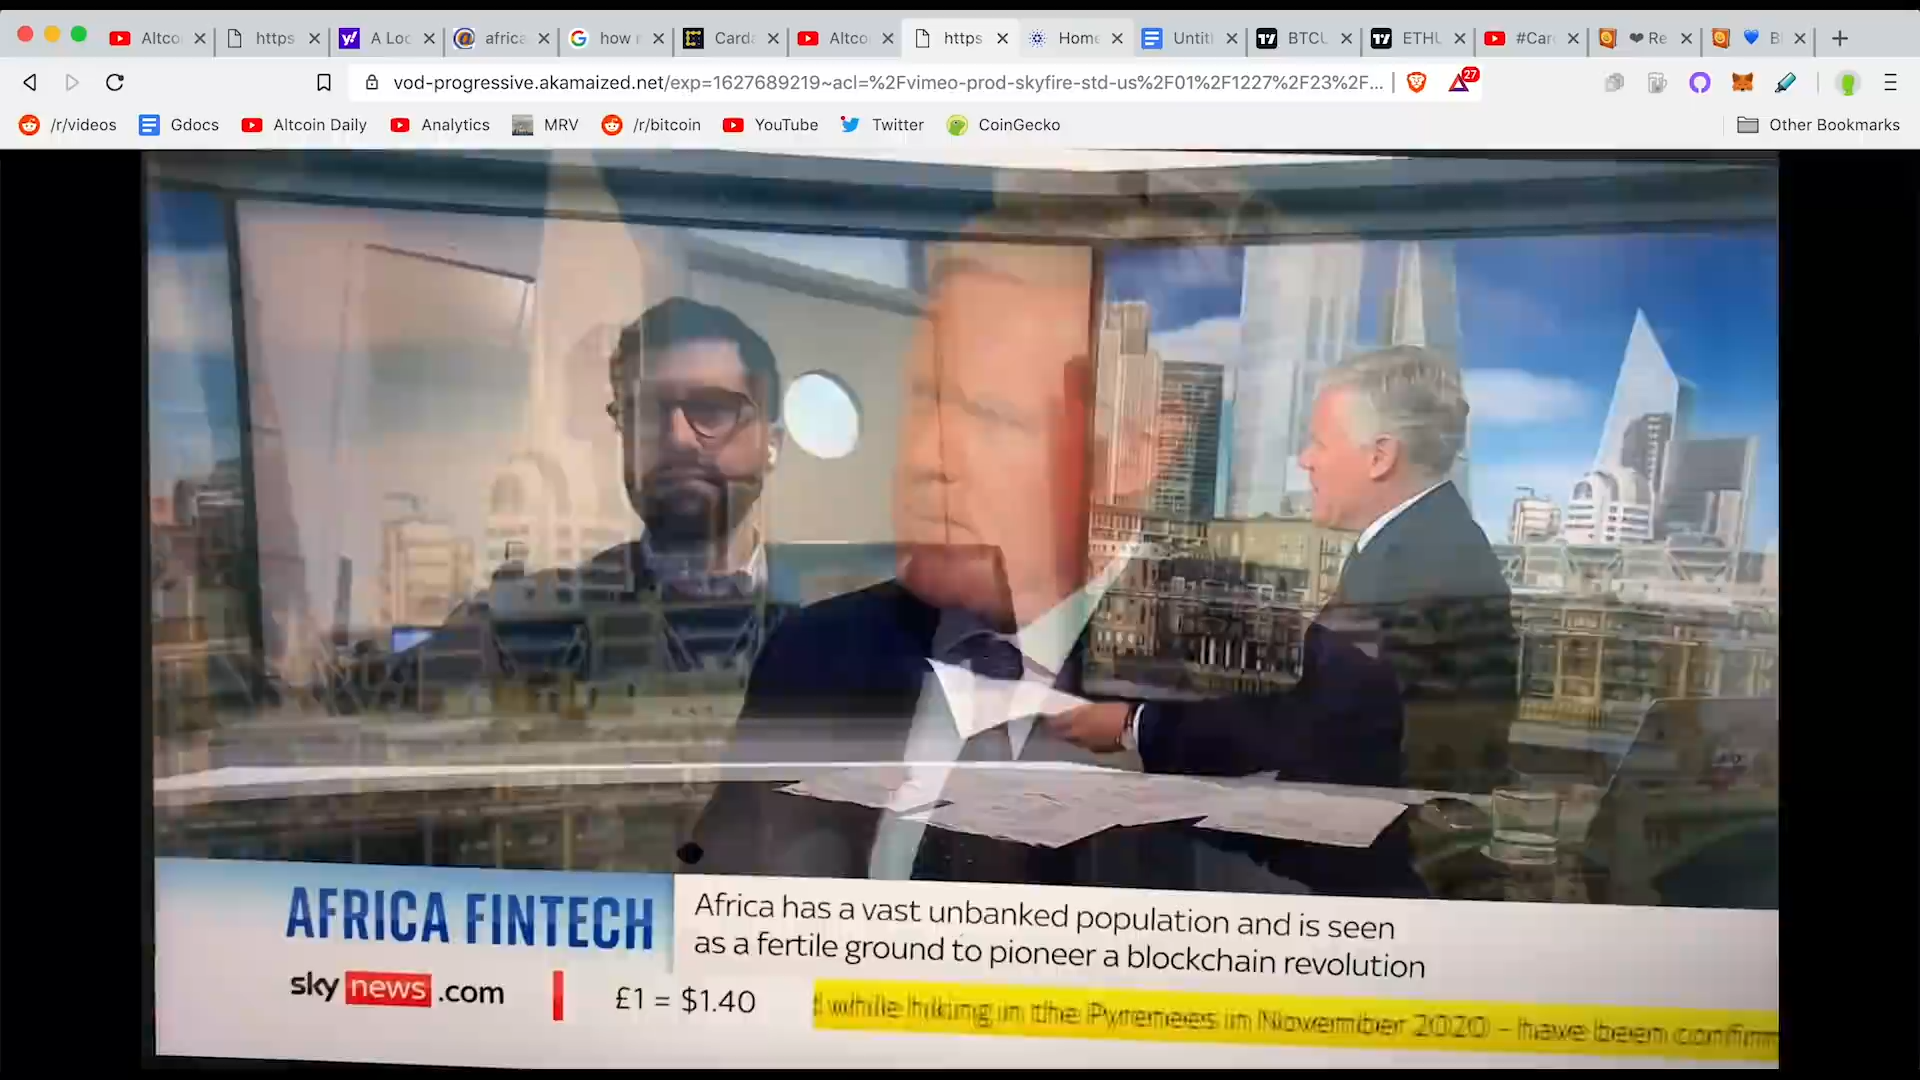 Altco
https
A Loc
africa
how
Carda
Altco
https
Home
Untitl
BTCU
ETHU
#Car
Re
vod-progressive.akamaized.net/exp=1627689219~acl=%2Fvimeo-prod-skyfire-std-us%2F01%2F1227%2F23%2F...
27
/r/videos
Gdocs
Altcoin Daily
Analytics
MRV
/r/bitcoin
YouTube
Twitter
CoinGecko
Other Bookmarks
AFRICA FINTECH
Africa has a vast unbanked population and is seen
as a fertile ground to pioneer a blockchain revolution
sky news.com
£1 = $1.40
while hiking in the Pyrenees in November 2020 – have been confirm